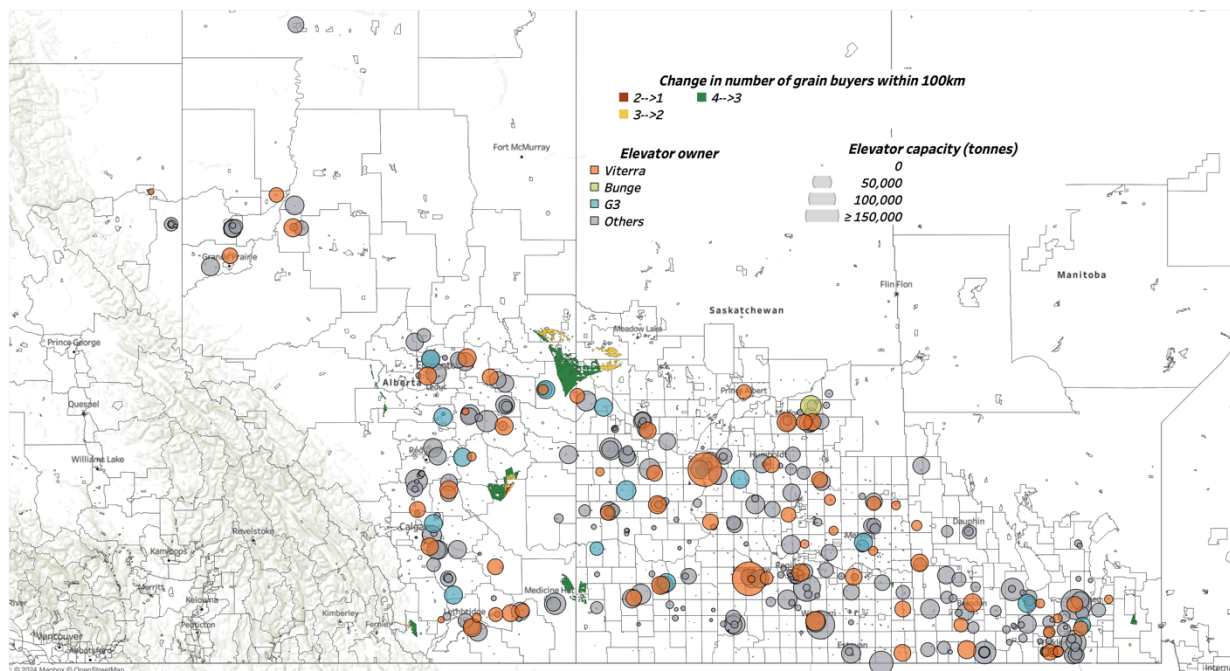 Change in number of grain buyers within 100km
2-->1 4-->3
3-->2
Fort McMurray
Elevator owner
Viterra
Bunge
G3
Others
Elevator capacity (tonnes)
0
50,000
100,000
≥ 150,000
Grande Prairie
Manitoba
Flin Flon
Saskatchewan
Meadow Lake
Prince George
Alberta
Prince Albert
Quesnel
Williams Lake
Humboldt
Revelstoke
Dauphin
Kamloops
Merritt
Medicine Hat
Kelowna
Penticton
Kimberley
Lethbridge
Fernie
Vancouver
Abbotsford
Estevan
© 2024 Mapbox © OpenStreetMap